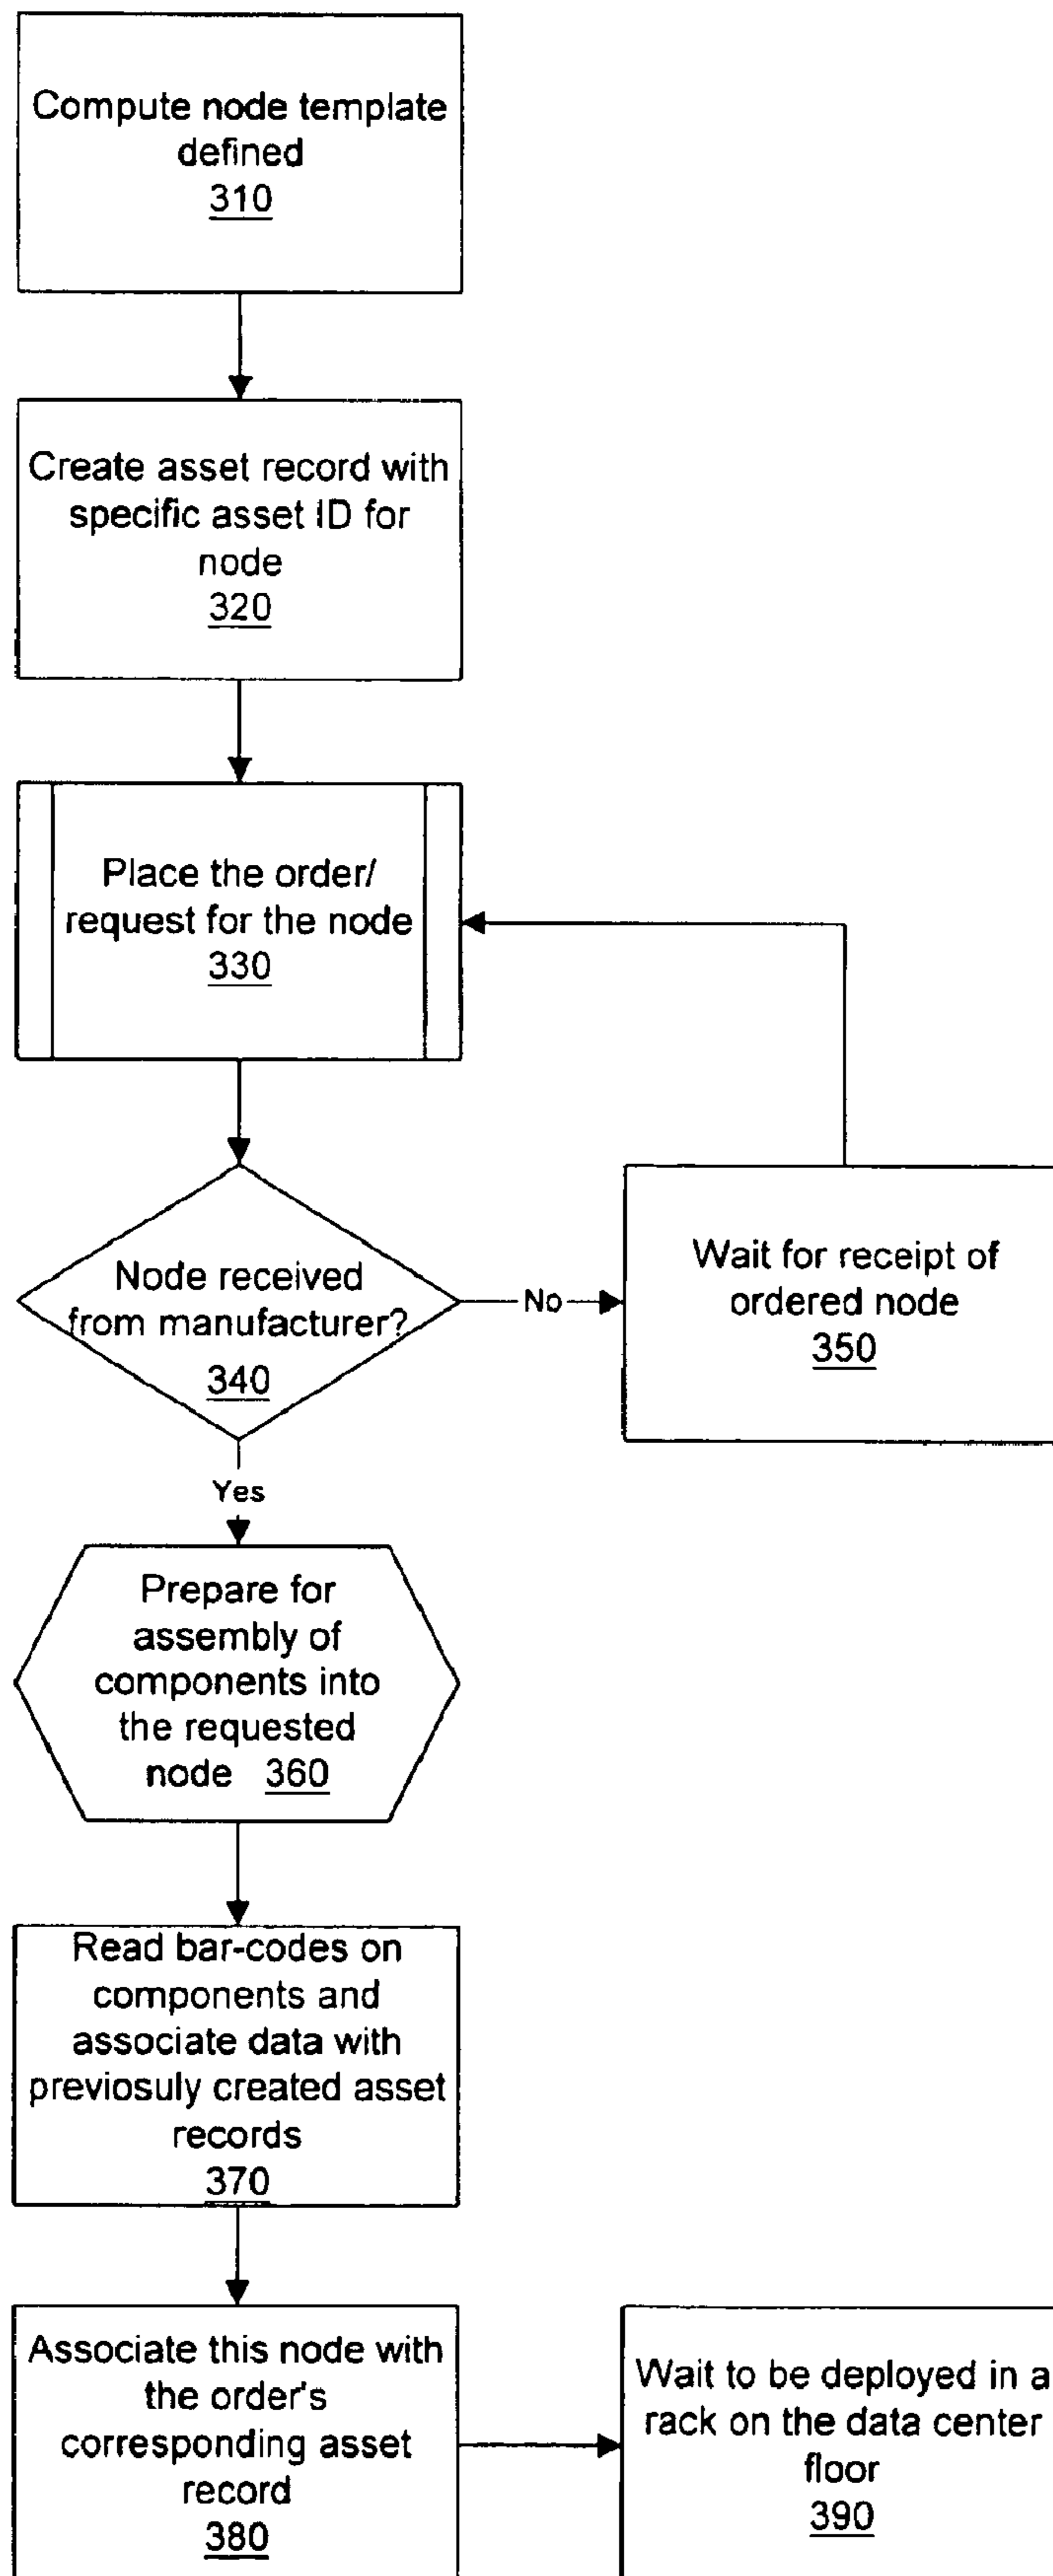 Compute node template
defined
310
Create asset record with
specific asset ID for
node
320
Place the order/
request for the node
330
Node received
from manufacturer?
340
No
Wait for receipt of
ordered node
350
Yes
Prepare for
assembly of
components into
the requested
node 360
Read bar-codes on
components and
associate data with
previosuly created asset
records
370
Associate this node with
the order's
corresponding asset
record
380
Wait to be deployed in a
rack on the data center
floor
390